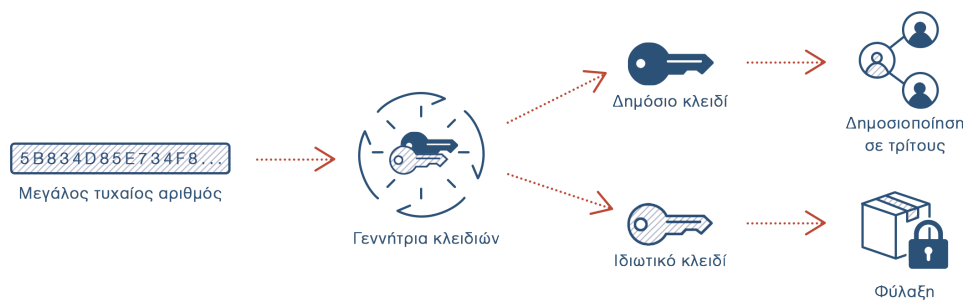 5B834D85E734F8...
Μεγάλος τυχαίος αριθμός
Γεννήτρια κλειδιών
Δημόσιο κλειδί
Δημοσιοποίηση
σε τρίτους
Ιδιωτικό κλειδί
Φύλαξη